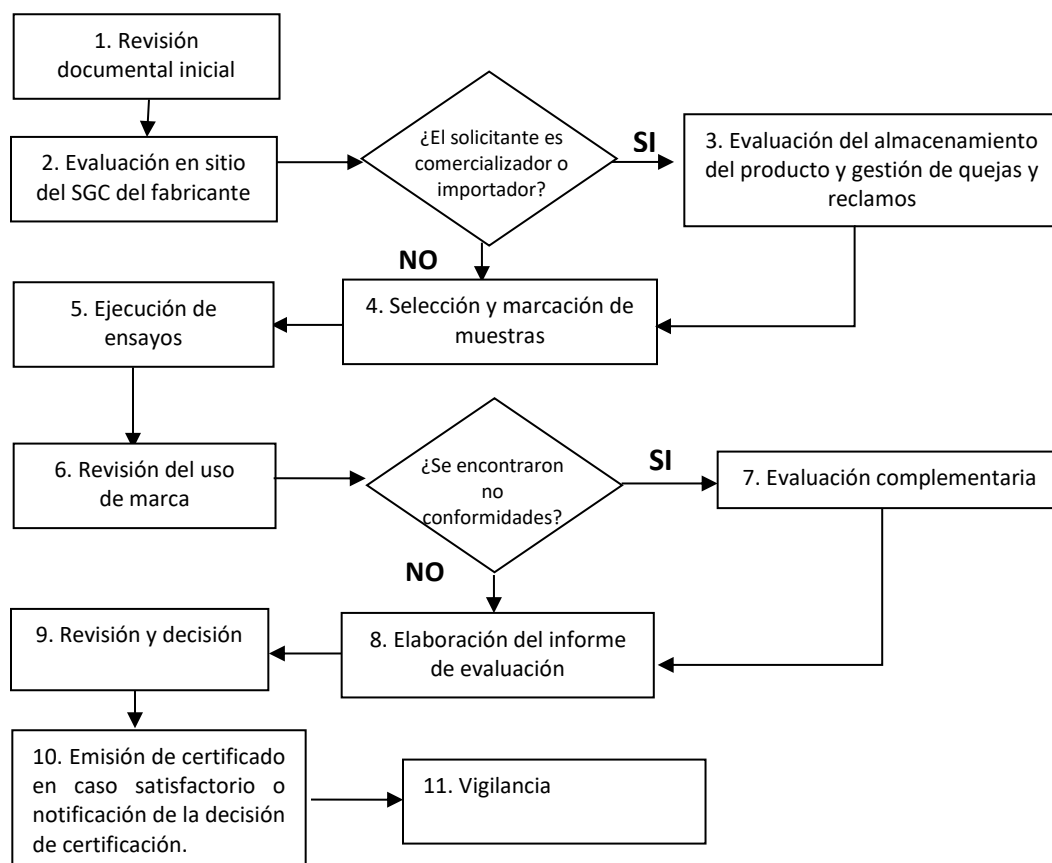 1. Revisión
documental inicial
2. Evaluación en sitio
del SGC del fabricante
¿El solicitante es
comercializador o
importador?
SI
3. Evaluación del almacenamiento
del producto y gestión de quejas y
reclamos
NO
4. Selección y marcación de
muestras
5. Ejecución de
ensayos
6. Revisión del uso
de marca
¿Se encontraron
no
conformidades?
SI
7. Evaluación complementaria
NO
8. Elaboración del informe
de evaluación
9. Revisión y decisión
10. Emisión de certificado
en caso satisfactorio o
notificación de la decisión
de certificación.
11. Vigilancia